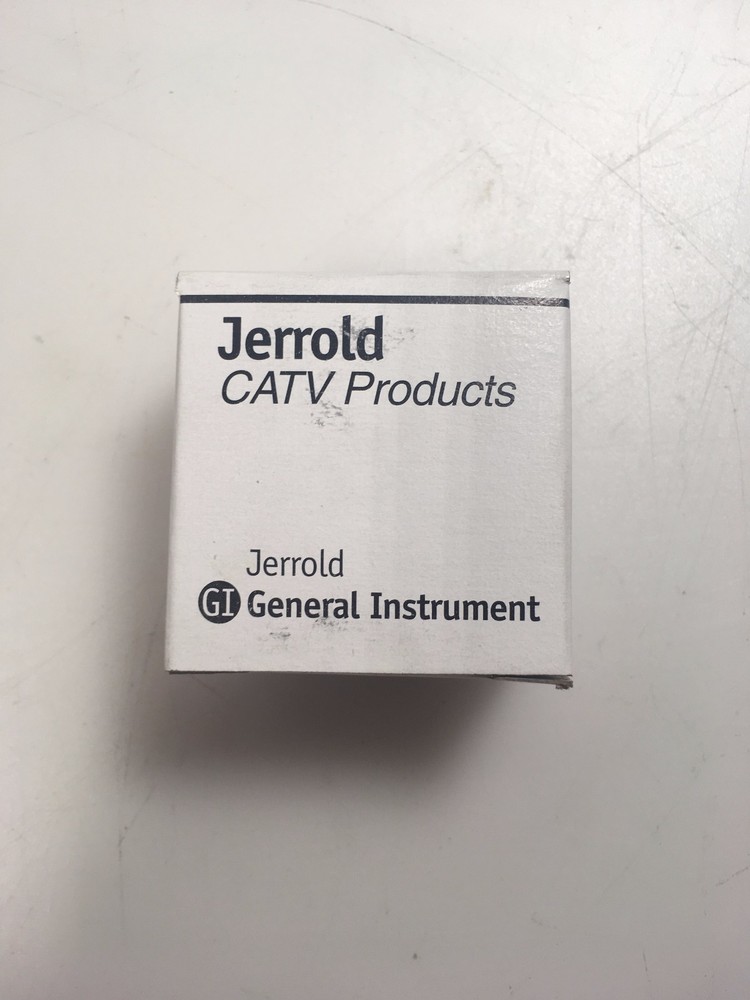 Jerrold
CATV Products
Jerrold
GI General Instrument